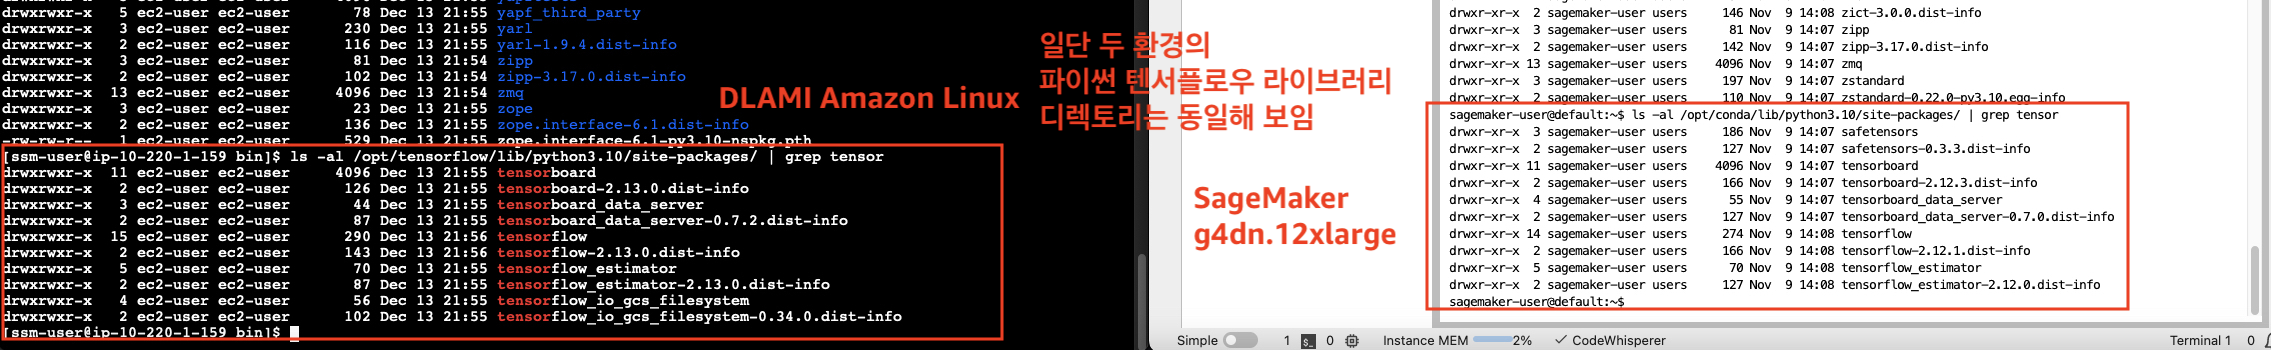 drwxrwxr-x 5 ec2-user ec2-user 78 Dec 13 21:55 yapf_third_party
drwxrwxr-x 3 ec2-user ec2-user 230 Dec 13 21:55 yarl
drwxrwxr-x 2 ec2-user ec2-user 116 Dec 13 21:55 yarl-1.9.4.dist-info
drwxrwxr-x 3 ec2-user ec2-user 81 Dec 13 21:54 zipp
drwxrwxr-x 2 ec2-user ec2-user 102 Dec 13 21:54 zipp-3.17.0.dist-info
drwxrwxr-x 13 ec2-user ec2-user 4096 Dec 13 21:54 zmq
drwxrwxr-x 3 ec2-user ec2-user 23 Dec 13 21:55 zope
drwxrwxr-x 2 ec2-user ec2-user 136 Dec 13 21:55 zope.interface-6.1.dist-info
-rw-rw-r-- 1 ec2-user ec2-user 529 Dec 13 21:55 zope.interface-6.1-py3.10-nspkg.pth
[ssm-user@ip-10-220-1-159 bin]$ ls -al /opt/tensorflow/lib/python3.10/site-packages/ | grep tensor
drwxrwxr-x 11 ec2-user ec2-user 4096 Dec 13 21:55 tensorboard
drwxrwxr-x 2 ec2-user ec2-user 126 Dec 13 21:55 tensorboard-2.13.0.dist-info
drwxrwxr-x 3 ec2-user ec2-user 44 Dec 13 21:55 tensorboard_data_server
drwxrwxr-x 2 ec2-user ec2-user 87 Dec 13 21:55 tensorboard_data_server-0.7.2.dist-info
drwxrwxr-x 15 ec2-user ec2-user 290 Dec 13 21:56 tensorflow
drwxrwxr-x 2 ec2-user ec2-user 143 Dec 13 21:56 tensorflow-2.13.0.dist-info
drwxrwxr-x 5 ec2-user ec2-user 70 Dec 13 21:55 tensorflow_estimator
drwxrwxr-x 2 ec2-user ec2-user 87 Dec 13 21:55 tensorflow_estimator-2.13.0.dist-info
drwxrwxr-x 4 ec2-user ec2-user 56 Dec 13 21:55 tensorflow_io_gcs_filesystem
drwxrwxr-x 2 ec2-user ec2-user 102 Dec 13 21:55 tensorflow_io_gcs_filesystem-0.34.0.dist-info
[ssm-user@ip-10-220-1-159 bin]$
DLAMI Amazon Linux
일단 두 환경의
파이썬 텐서플로우 라이브러리
디렉토리는 동일해 보임
SageMaker
g4dn.12xlarge
drwxr-xr-x 2 sagemaker-user users 146 Nov 9 14:08 zict-3.0.0.dist-info
drwxr-xr-x 3 sagemaker-user users 81 Nov 9 14:07 zipp
drwxr-xr-x 2 sagemaker-user users 142 Nov 9 14:07 zipp-3.17.0.dist-info
drwxr-xr-x 13 sagemaker-user users 4096 Nov 9 14:07 zmq
drwxr-xr-x 3 sagemaker-user users 197 Nov 9 14:07 zstandard
drwxr-xr-x 2 sagemaker-user users 110 Nov 9 14:07 zstandard-0.22.0-py3.10.egg-info
sagemaker-user@default:~$ ls -al /opt/conda/lib/python3.10/site-packages/ | grep tensor
drwxr-xr-x 3 sagemaker-user users 186 Nov 9 14:07 safetensors
drwxr-xr-x 2 sagemaker-user users 127 Nov 9 14:07 safetensors-0.3.3.dist-info
drwxr-xr-x 11 sagemaker-user users 4096 Nov 9 14:07 tensorboard
drwxr-xr-x 2 sagemaker-user users 166 Nov 9 14:07 tensorboard-2.12.3.dist-info
drwxr-xr-x 4 sagemaker-user users 55 Nov 9 14:07 tensorboard_data_server
drwxr-xr-x 2 sagemaker-user users 127 Nov 9 14:07 tensorboard_data_server-0.7.0.dist-info
drwxr-xr-x 14 sagemaker-user users 274 Nov 9 14:08 tensorflow
drwxr-xr-x 2 sagemaker-user users 166 Nov 9 14:08 tensorflow-2.12.1.dist-info
drwxr-xr-x 5 sagemaker-user users 70 Nov 9 14:08 tensorflow_estimator
drwxr-xr-x 2 sagemaker-user users 127 Nov 9 14:08 tensorflow_estimator-2.12.0.dist-info
sagemaker-user@default:~$
Simple 1 $_ 0 Instance MEM 2% CodeWhisperer Terminal 1 0